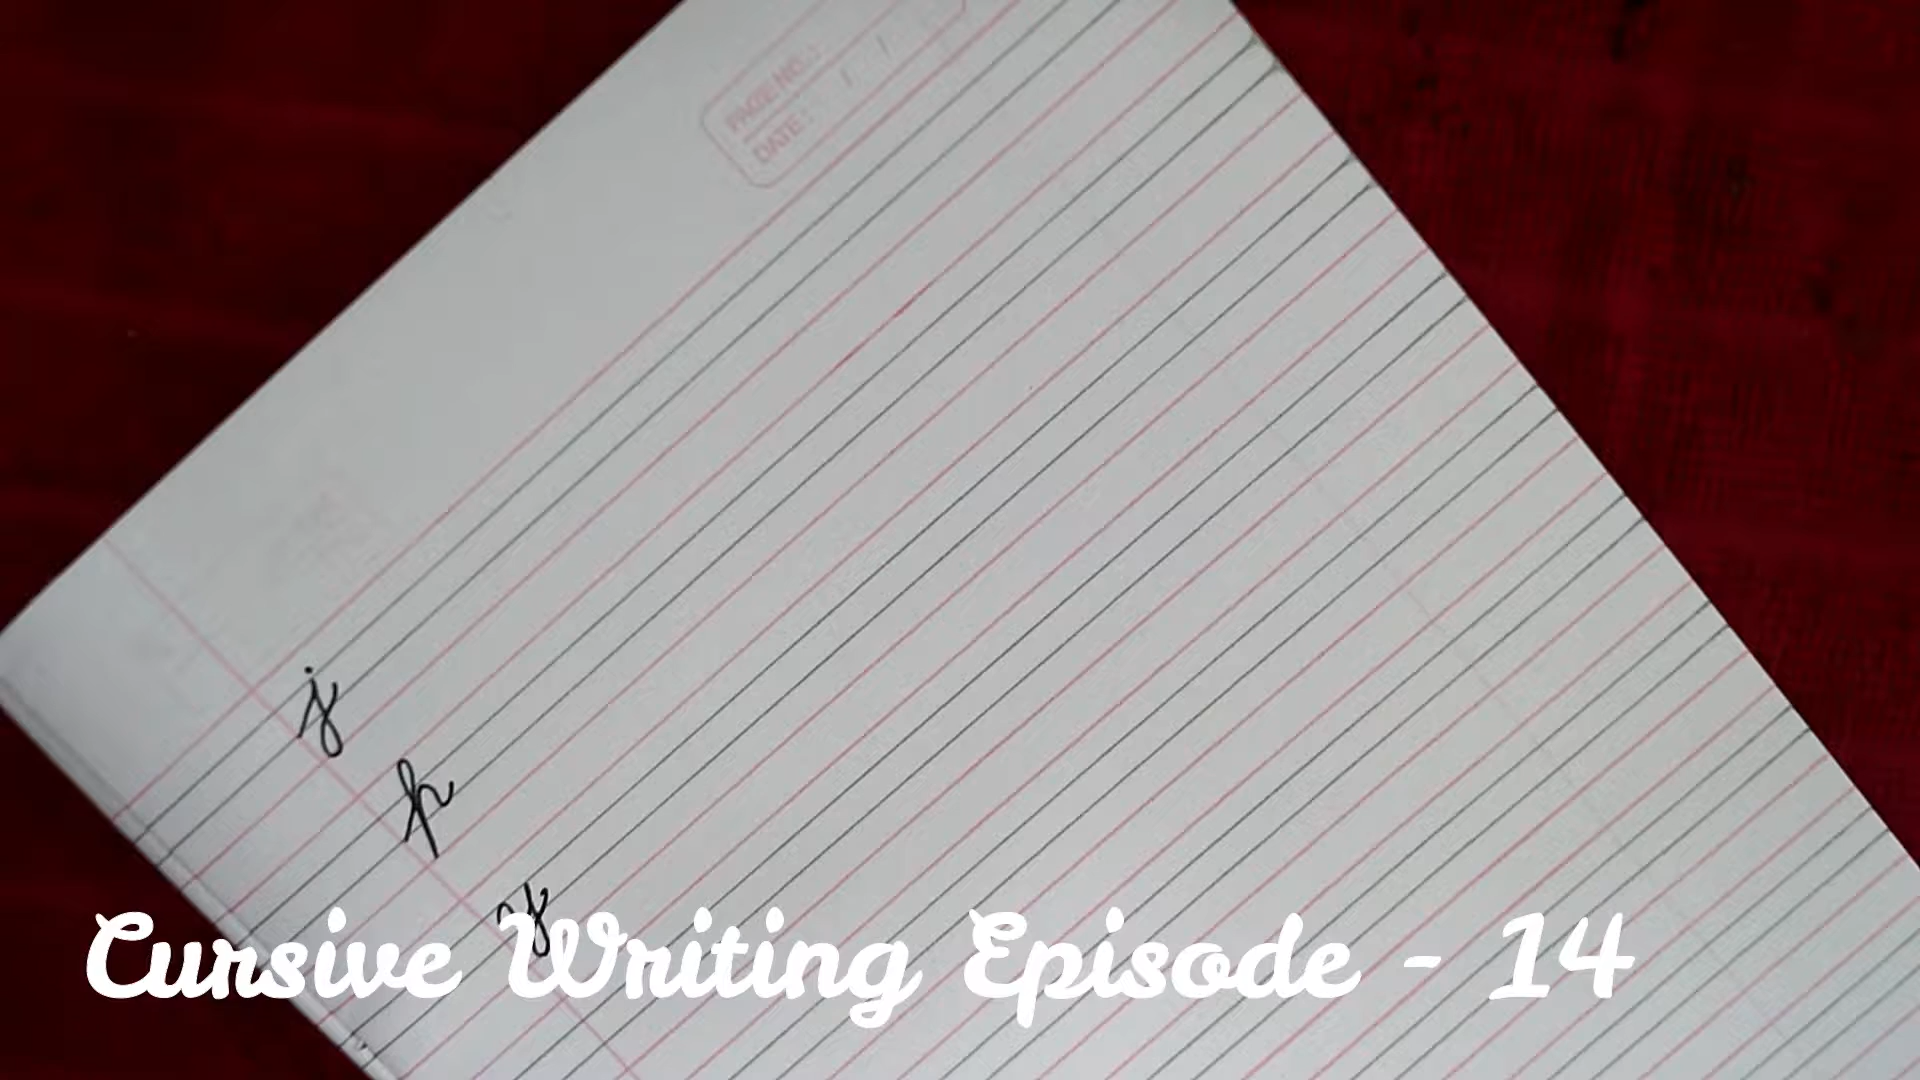 PAGE NO.:
DATE: / /
j
p
y
Cursive Writing Episode - 14